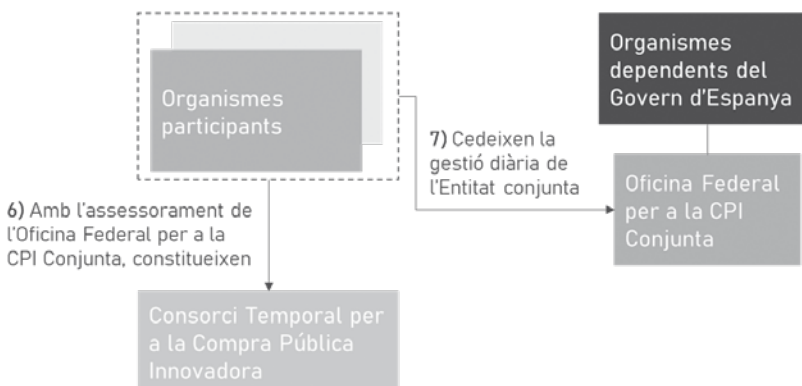 Organismes
participants
Organismes
dependents del
Govern d'Espanya
7) Cedeixen la
gestió diària de
l'Entitat conjunta
Oficina Federal
per a la CPI
Conjunta
6) Amb l'assessorament de
l'Oficina Federal per a la
CPI Conjunta, constitueixen
Consorci Temporal per
a la Compra Pública
Innovadora